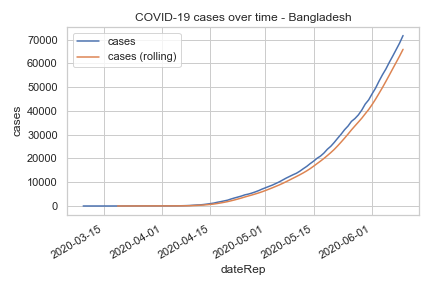 COVID-19 cases over time - Bangladesh
cases
cases (rolling)
70000
60000
50000
40000
30000
20000
10000
0
cases
2020-03-15
2020-04-01
2020-04-15
2020-05-01
2020-05-15
2020-06-01
dateRep